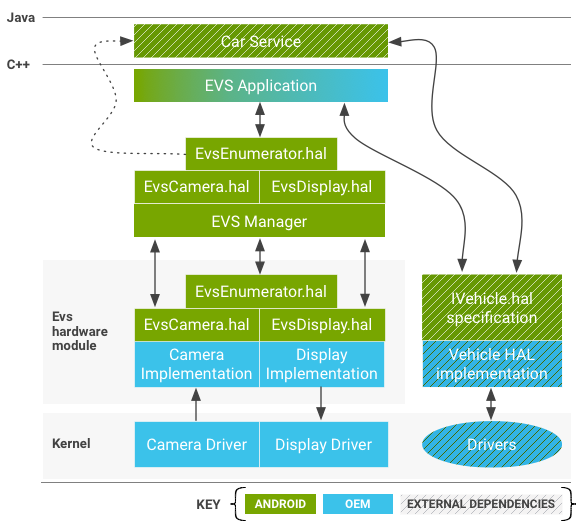 Java
Car Service
C++
EVS Application
EvsEnumerator.hal
EvsCamera.hal
EvsDisplay.hal
EVS Manager
Evs
hardware
module
EvsEnumerator.hal
EvsCamera.hal
EvsDisplay.hal
Camera
Implementation
Display
Implementation
IVehicle.hal
specification
Vehicle HAL
implementation
Kernel
Camera Driver
Display Driver
Drivers
KEY
ANDROID
OEM
EXTERNAL DEPENDENCIES